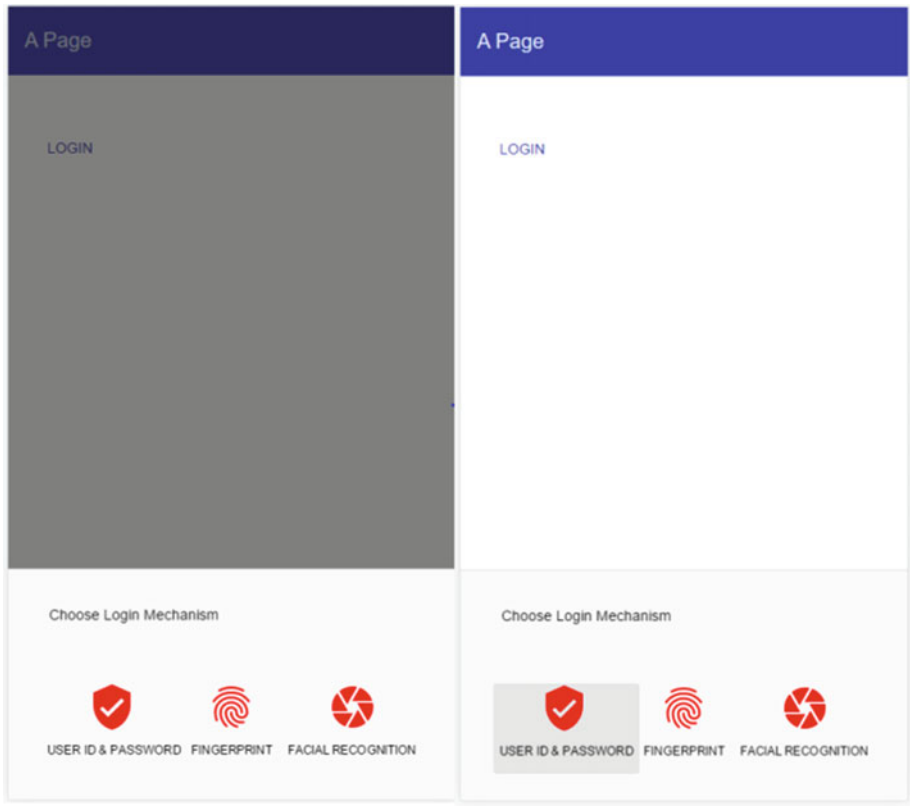 A Page
LOGIN
Choose Login Mechanism
USER ID & PASSWORD FINGERPRINT FACIAL RECOGNITION
A Page
LOGIN
Choose Login Mechanism
USER ID & PASSWORD FINGERPRINT FACIAL RECOGNITION